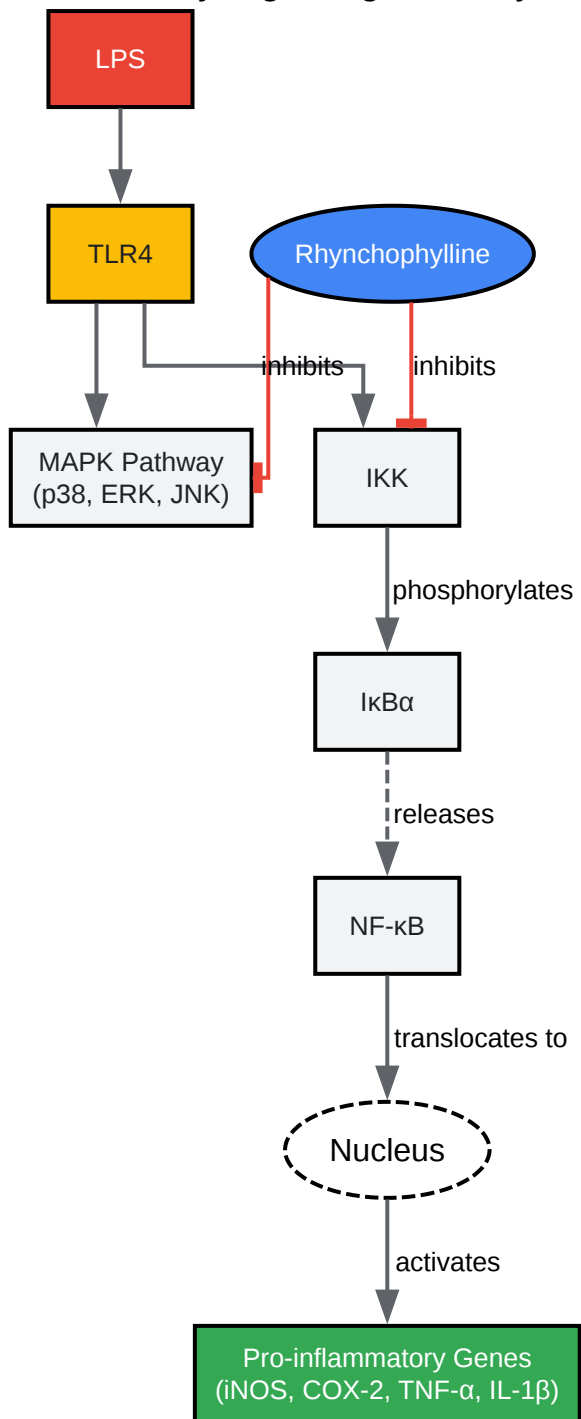 LPS
TLR4
Rhynchophylline
inhibits
inhibits
MAPK Pathway
(p38, ERK, JNK)
IKK
phosphorylates
IκBα
releases
NF-κB
translocates to
Nucleus
activates
Pro-inflammatory Genes
(iNOS, COX-2, TNF-α, IL-1β)